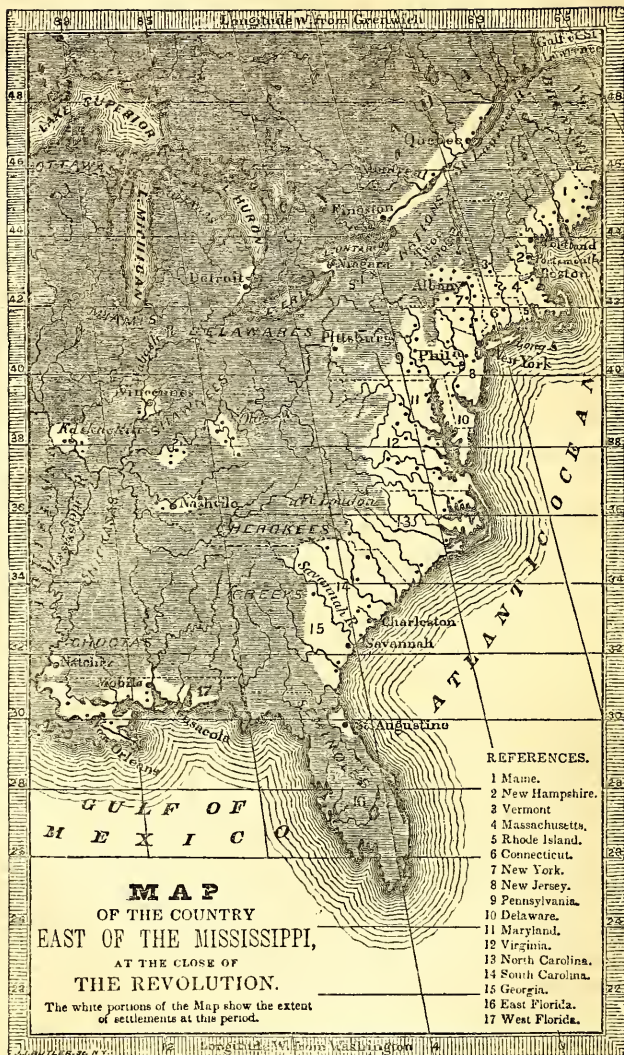 Longitude W. from Greenwich
LAKE SUPERIOR
OTTAWAS
L. MICHIGAN
L. HURON
Quebec
Montreal
Kingston
ONTARIO
Niagara
L. ERIE
Detroit
NATIONS
Albany
Portland
Portsmouth
Boston
MIAMIS
DELAWARES
Pittsburg
Phila
Long I.
New York
Vincennes
Kaskaskia
SHAWNEES
Nashville
Ft Loudon
CHEROKEES
CREEKS
Savannah R.
Charleston
Savannah
Natchez
Mobile
Pensacola
N. Orleans
St. Augustine
ATLANTIC OCEAN
GULF OF
MEXICO
REFERENCES.
1 Maine.
2 New Hampshire.
3 Vermont
4 Massachusetts.
5 Rhode Island.
6 Connecticut.
7 New York.
8 New Jersey.
9 Pennsylvania.
10 Delaware.
11 Maryland.
12 Virginia.
13 North Carolina.
14 South Carolina.
15 Georgia.
16 East Florida.
17 West Florida.
MAP
OF THE COUNTRY
EAST OF THE MISSISSIPPI,
AT THE CLOSE OF
THE REVOLUTION.
The white portions of the Map show the extent
of settlements at this period.
Longitude W. from Washington